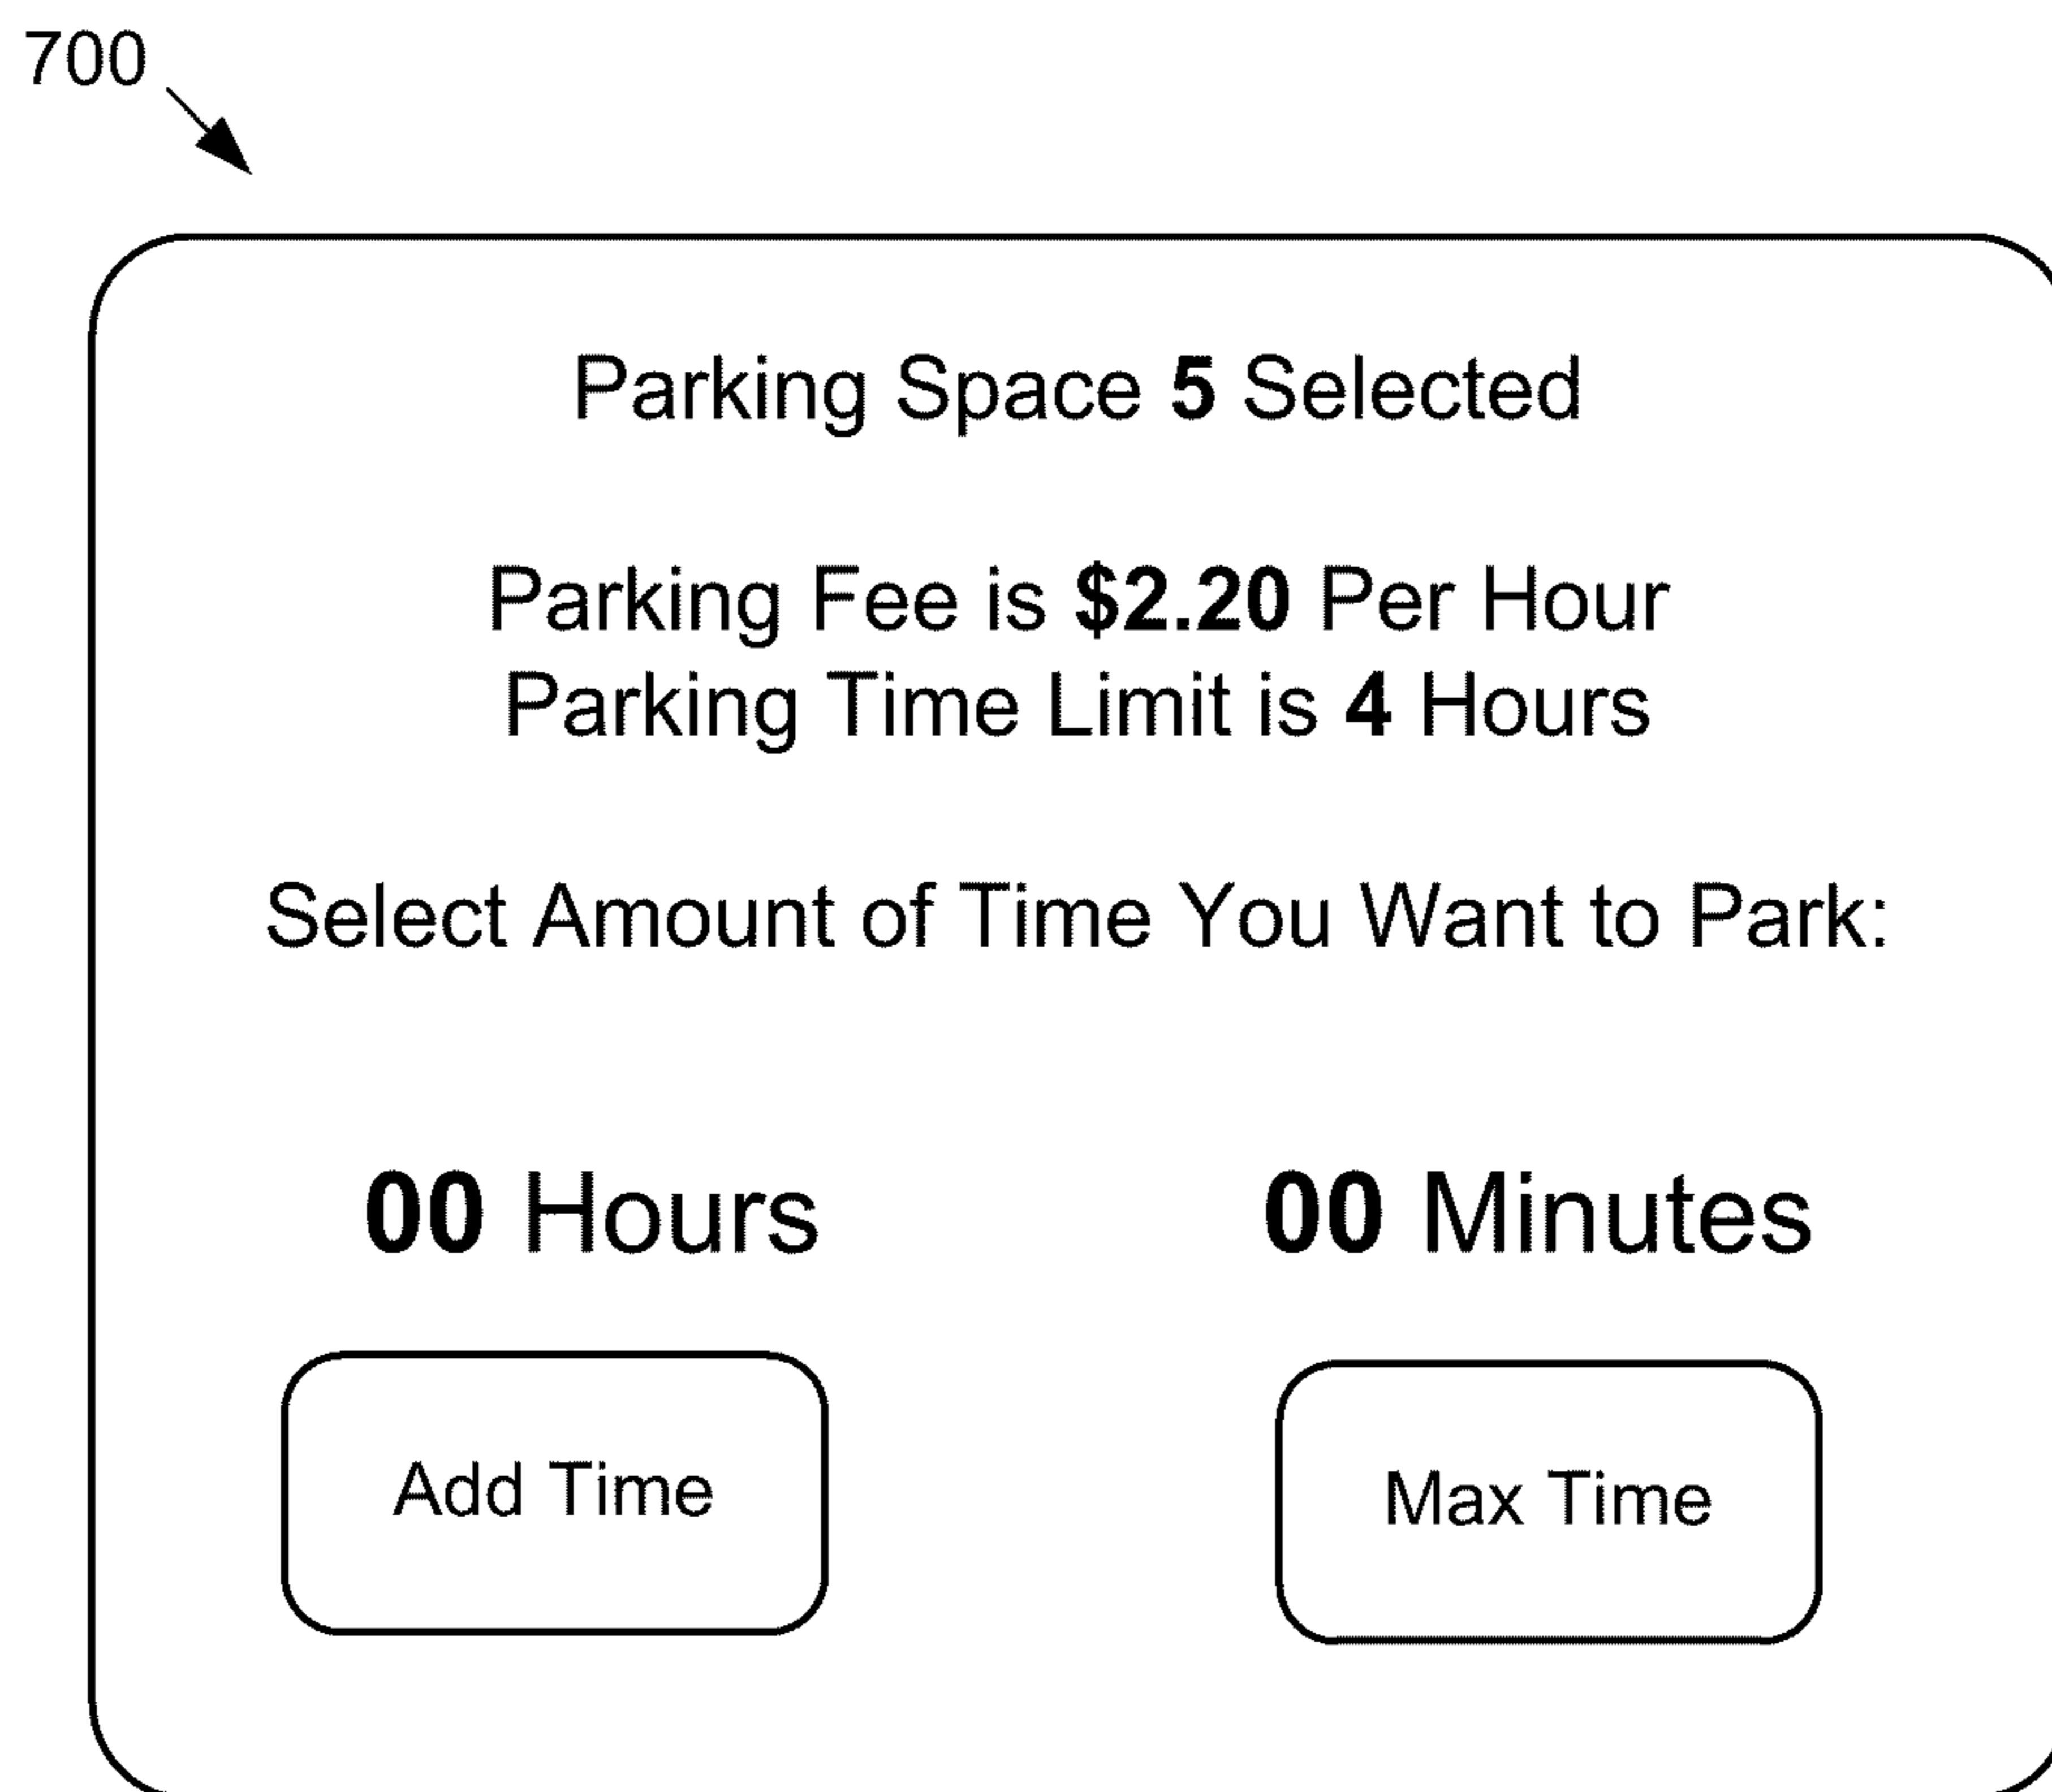 700
Parking Space 5 Selected
Parking Fee is $2.20 Per Hour
Parking Time Limit is 4 Hours
Select Amount of Time You Want to Park:
00 Hours 00 Minutes
Add Time Max Time